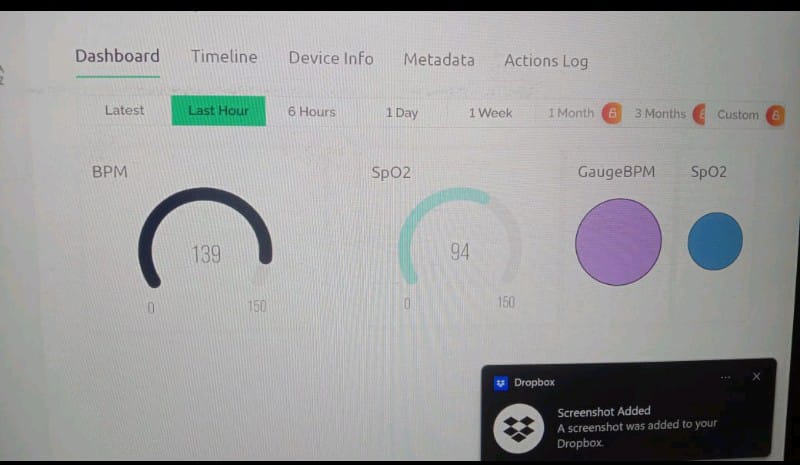 Dashboard Timeline Device Info Metadata Actions Log
Latest Last Hour 6 Hours 1 Day 1 Week 1 Month 3 Months Custom
BPM SpO2 GaugeBPM SpO2
139 94
0 150 0 150
Dropbox
Screenshot Added
A screenshot was added to your
Dropbox.